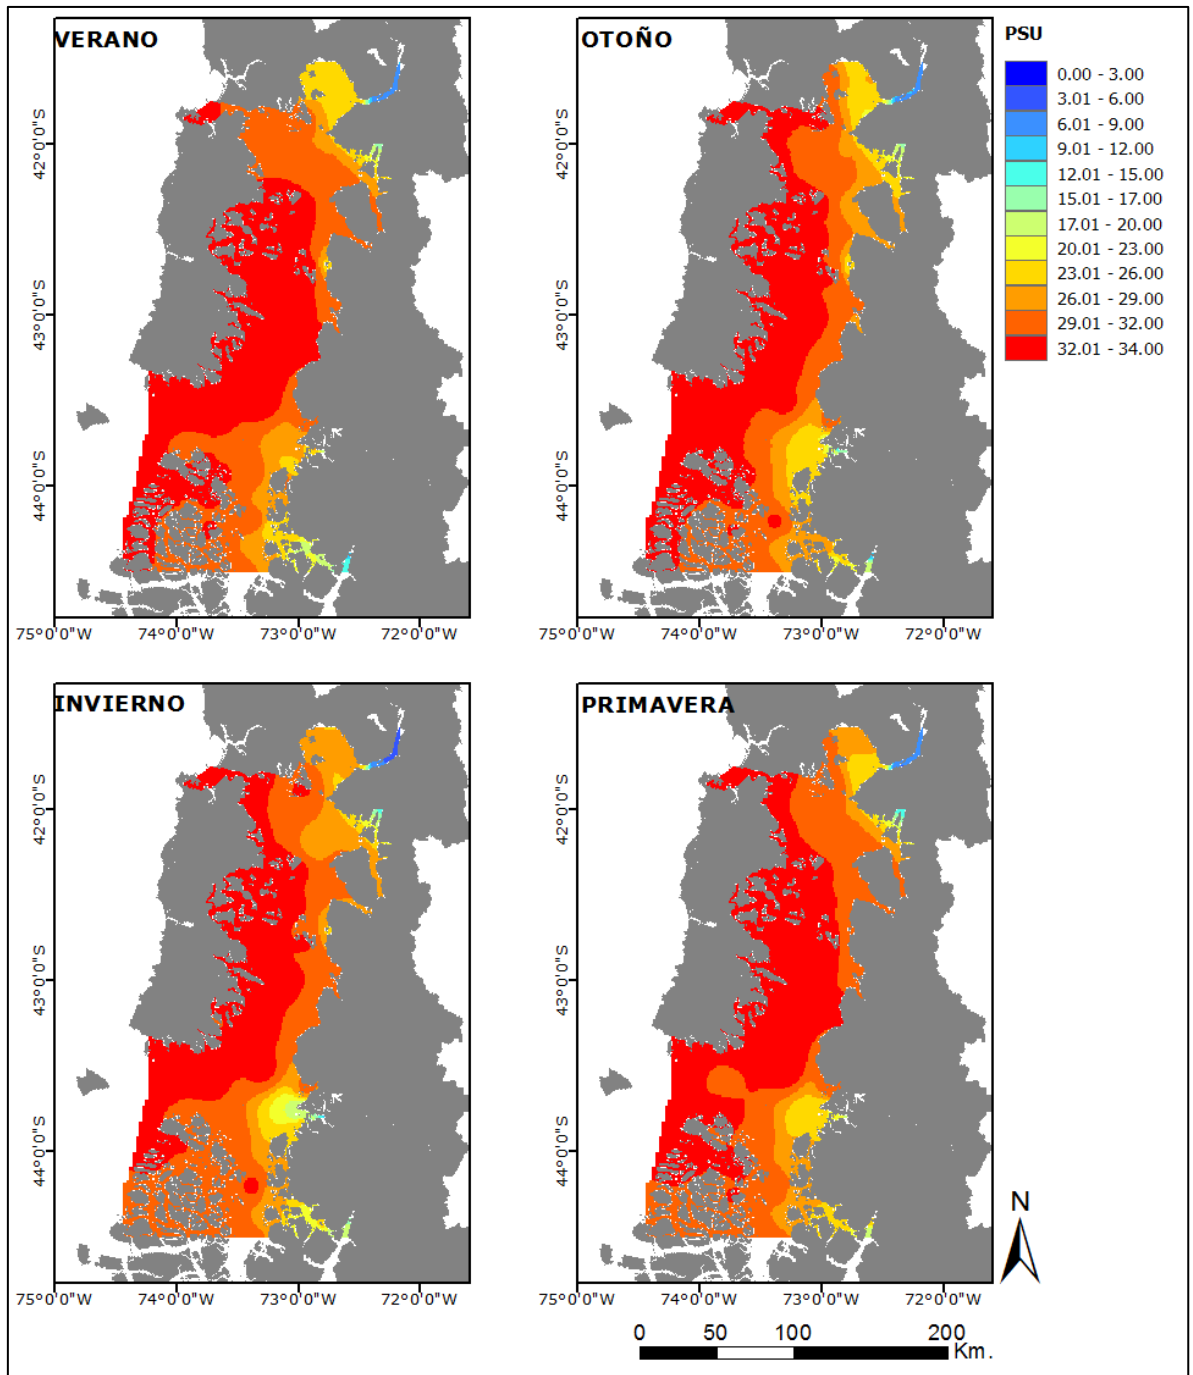 VERANO
OTOÑO
PSU
0.00 - 3.00
3.01 - 6.00
6.01 - 9.00
9.01 - 12.00
12.01 - 15.00
15.01 - 17.00
17.01 - 20.00
20.01 - 23.00
23.01 - 26.00
26.01 - 29.00
29.01 - 32.00
32.01 - 34.00
42°0'0"S
43°0'0"S
44°0'0"S
42°0'0"S
43°0'0"S
44°0'0"S
75°0'0"W 74°0'0"W 73°0'0"W 72°0'0"W
75°0'0"W 74°0'0"W 73°0'0"W 72°0'0"W
INVIERNO
PRIMAVERA
42°0'0"S
43°0'0"S
44°0'0"S
42°0'0"S
43°0'0"S
44°0'0"S
75°0'0"W 74°0'0"W 73°0'0"W 72°0'0"W
75°0'0"W 74°0'0"W 73°0'0"W 72°0'0"W
N
0 50 100 200
Km.